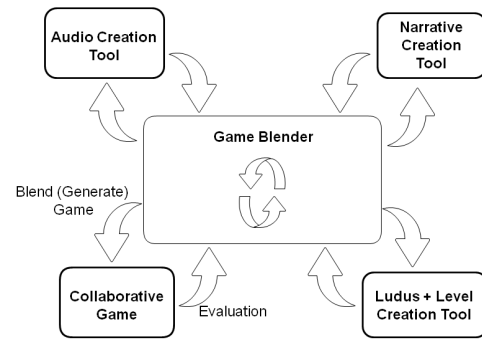 Audio Creation
Tool
Narrative
Creation
Tool
Game Blender
Blend (Generate)
Game
Collaborative
Game
Evaluation
Ludus + Level
Creation Tool